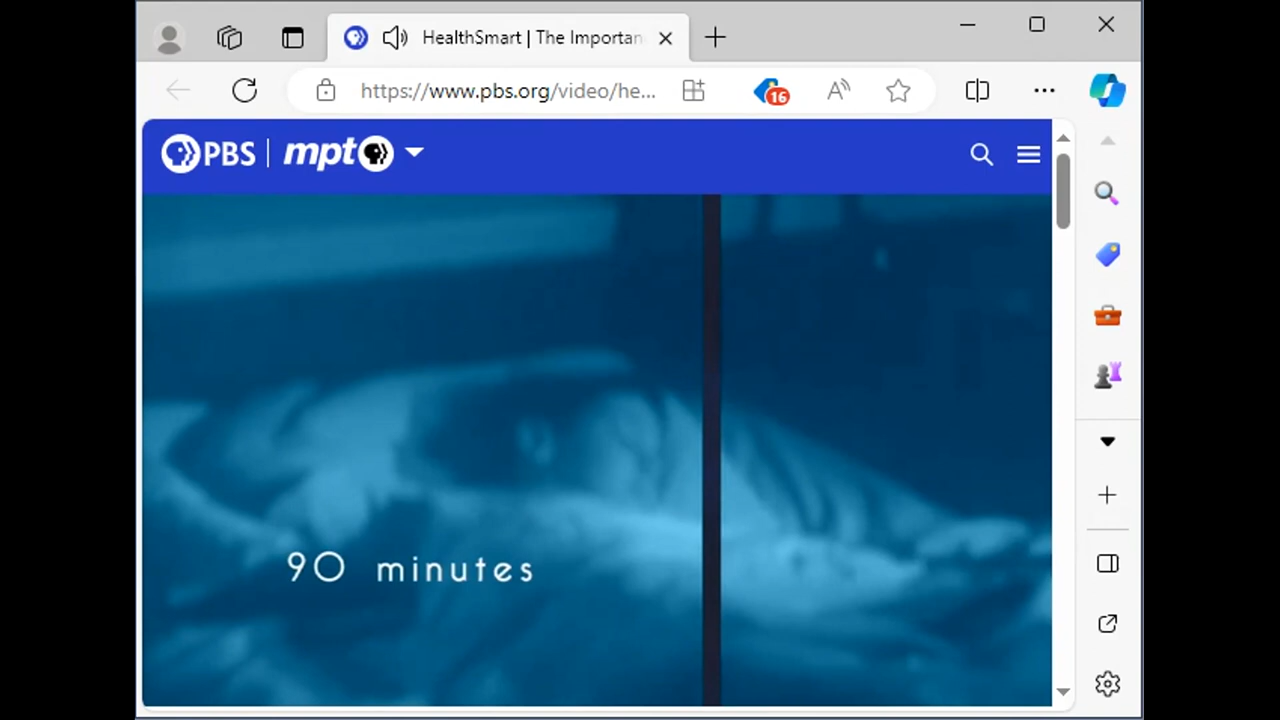 HealthSmart | The Importan
https://www.pbs.org/video/he...
16
PBS | mpt
90 minutes